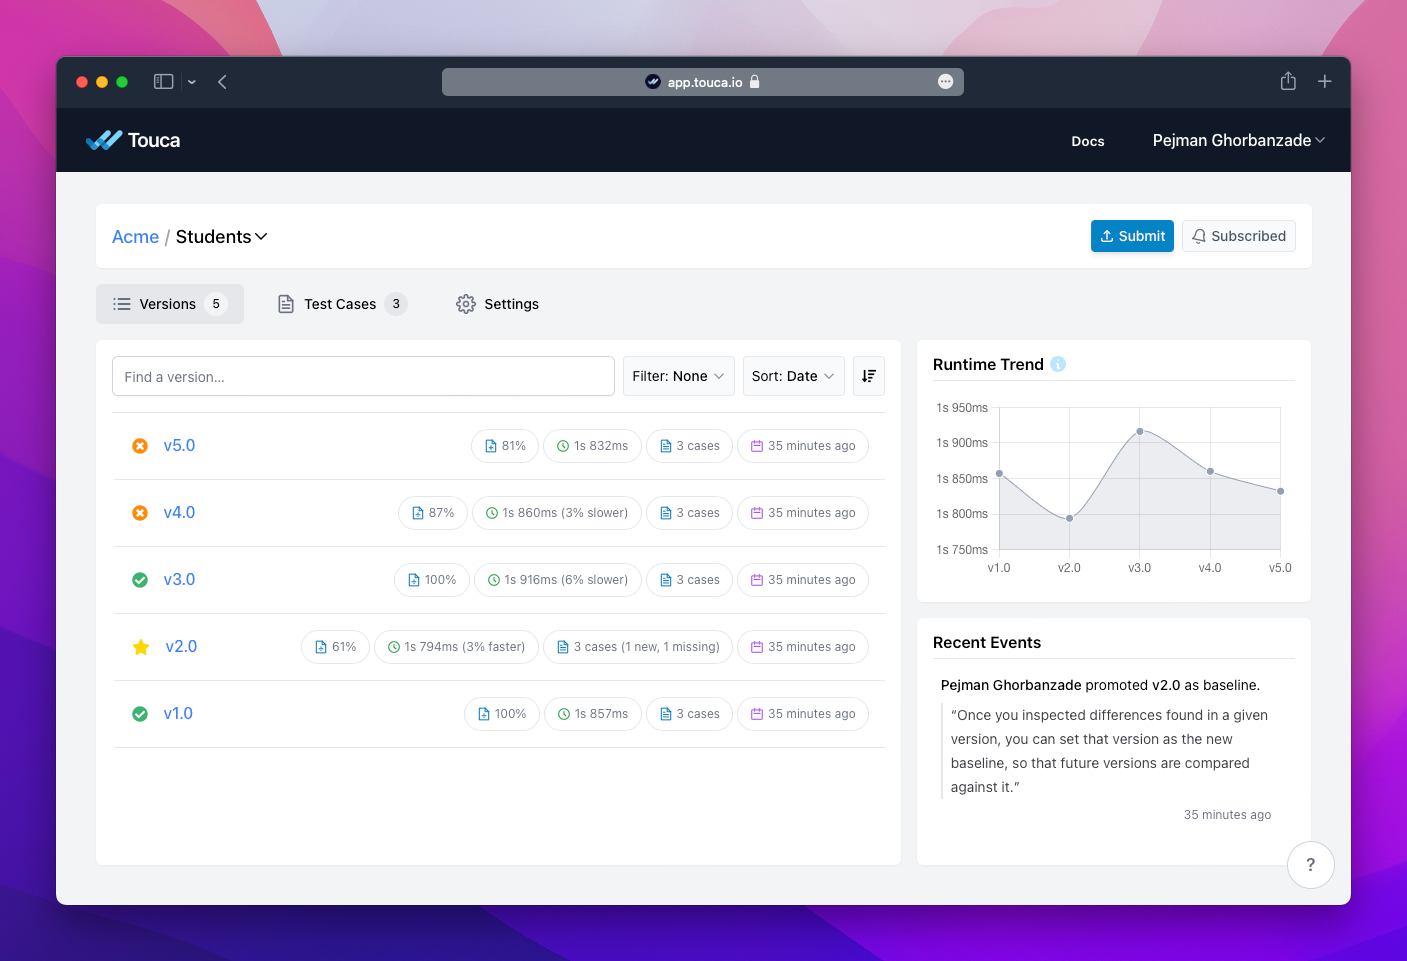 app.touca.io
Touca
Docs
Pejman Ghorbanzade
Acme / Students
Submit
Subscribed
Versions 5
Test Cases 3
Settings
Find a version...
Filter: None
Sort: Date
v5.0 81% 1s 832ms 3 cases 35 minutes ago
v4.0 87% 1s 860ms (3% slower) 3 cases 35 minutes ago
v3.0 100% 1s 916ms (6% slower) 3 cases 35 minutes ago
v2.0 61% 1s 794ms (3% faster) 3 cases (1 new, 1 missing) 35 minutes ago
v1.0 100% 1s 857ms 3 cases 35 minutes ago
Runtime Trend i
1s 950ms
1s 900ms
1s 850ms
1s 800ms
1s 750ms
v1.0 v2.0 v3.0 v4.0 v5.0
Recent Events
Pejman Ghorbanzade promoted v2.0 as baseline.
“Once you inspected differences found in a given
version, you can set that version as the new
baseline, so that future versions are compared
against it.”
35 minutes ago
?